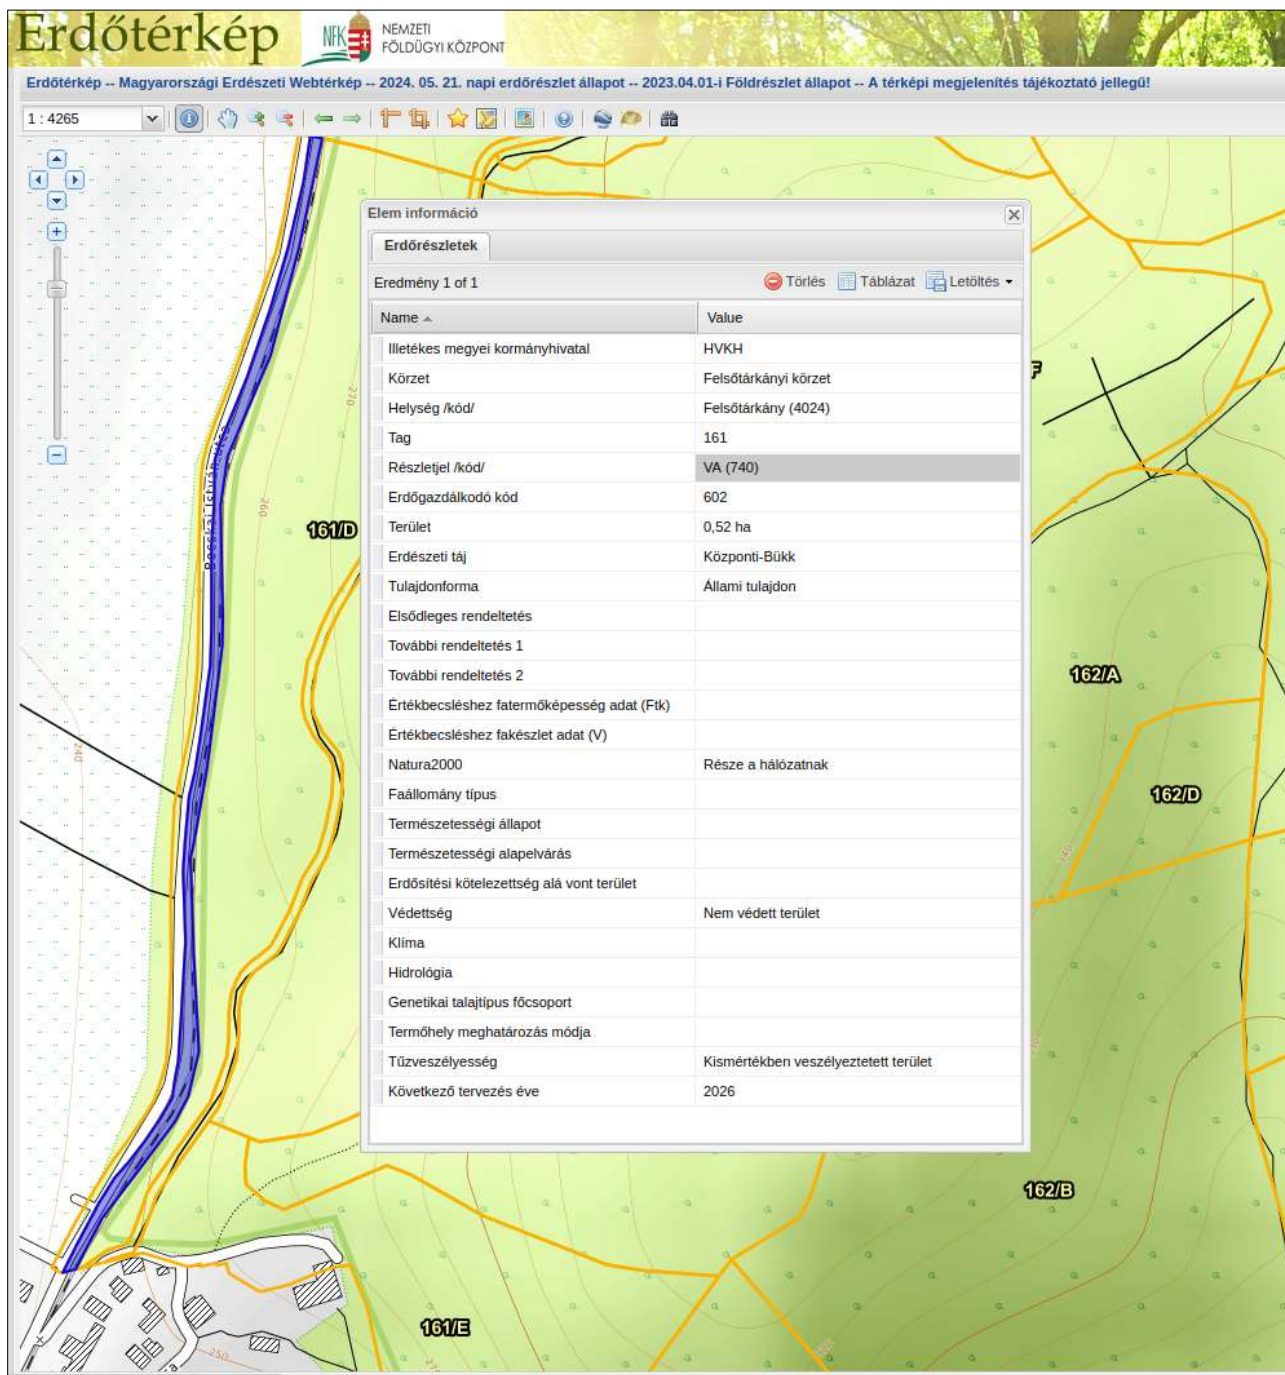 Erdőtérkép
NFK
NEMZETI
FÖLDÜGYI KÖZPONT
Erdőtérkép -- Magyarországi Erdészeti Webtérkép -- 2024. 05. 21. napi erdőrészlet állapot -- 2023.04.01-i Földrészlet állapot -- A térképi megjelenítés tájékoztató jellegű!
1 : 4265
Elem információ
Erdőrészletek
Eredmény 1 of 1 Törlés Táblázat Letöltés
Name Value
Illetékes megyei kormányhivatal HVKH
Körzet Felsőtárkányi körzet
Helység /kód/ Felsőtárkány (4024)
Tag 161
Részletjel /kód/ VA (740)
Erdőgazdálkodó kód 602
Terület 0,52 ha
Erdészeti táj Központi-Bükk
Tulajdonforma Állami tulajdon
Elsődleges rendeltetés
További rendeltetés 1
További rendeltetés 2
Értékbecsléshez fatermőképesség adat (Ftk)
Értékbecsléshez fakészlet adat (V)
Natura2000 Része a hálózatnak
Faállomány típus
Természetességi állapot
Természetességi alapelvárás
Erdősítési kötelezettség alá vont terület
Védettség Nem védett terület
Klíma
Hidrológia
Genetikai talajtípus főcsoport
Termőhely meghatározás módja
Tűzveszélyesség Kismértékben veszélyeztetett terület
Következő tervezés éve 2026
270
F
Bocskai István utca
260
161/D
162/A
240
162/D
240
162/B
161/E
250
270